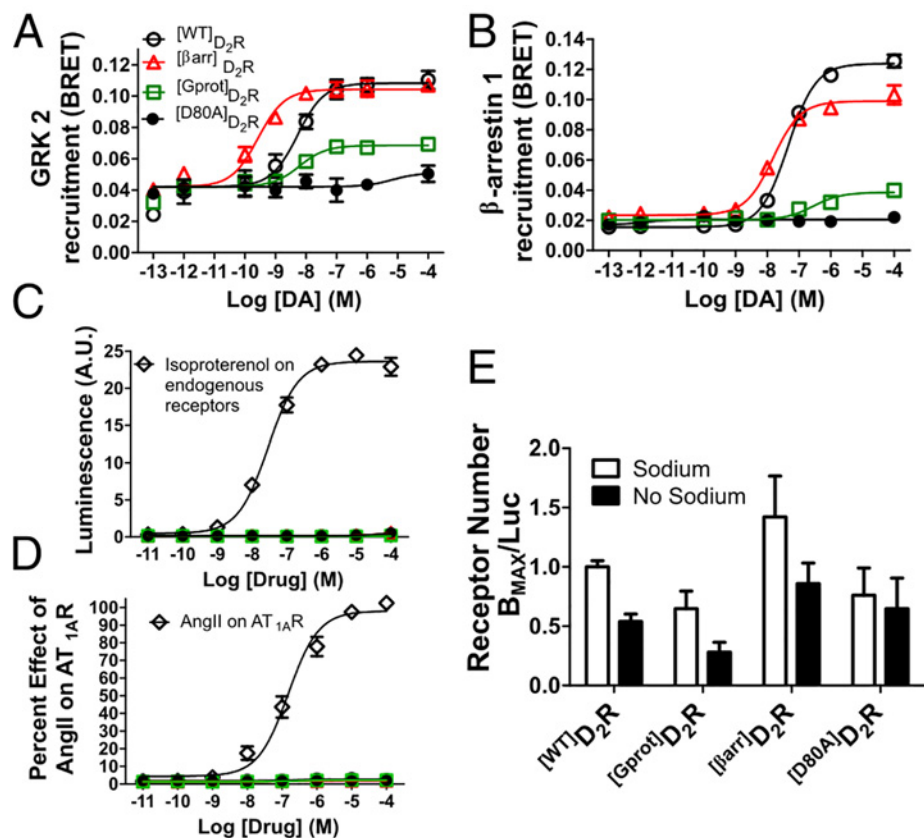 A
GRK 2
recruitment (BRET)
0.12
0.10
0.08
0.06
0.04
0.02
0.00
[WT]D2R
[βarr] D2R
[Gprot]D2R
[D80A]D2R
-13 -12 -11 -10 -9 -8 -7 -6 -5 -4
Log [DA] (M)
B
β-arrestin 1
recruitment (BRET)
0.14
0.12
0.10
0.08
0.06
0.04
0.02
0.00
-13 -12 -11 -10 -9 -8 -7 -6 -5 -4
Log [DA] (M)
C
Luminescence (A.U.)
25
20
15
10
5
0
Isoproterenol on
endogenous
receptors
-11 -10 -9 -8 -7 -6 -5 -4
Log [Drug] (M)
D
Percent Effect of
AngII on AT 1AR
100
90
80
70
60
50
40
30
20
10
0
AngII on AT1AR
-11 -10 -9 -8 -7 -6 -5 -4
Log [Drug] (M)
E
Receptor Number
BMAX/Luc
2.0
1.5
1.0
0.5
0.0
Sodium
No Sodium
[WT]D2R
[Gprot]D2R
[βarr]D2R
[D80A]D2R